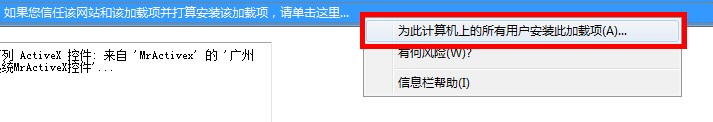 如果您信任该网站和该加载项并打算安装该加载项，请单击这里...
为此计算机上的所有用户安装此加载项(A)...
有何风险(W)?
信息栏帮助(I)
列 ActiveX 控件: 来自 'MrActivex' 的 '广州
统MrActiveX控件'...